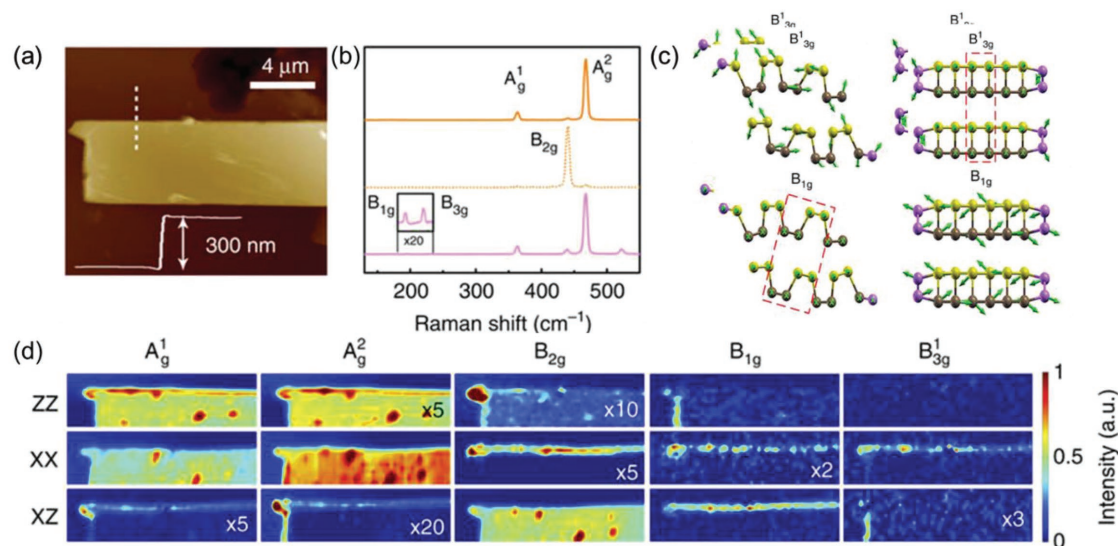 (a)
4 μm
300 nm
(b)
A¹g
A²g
B2g
B1g
B3g
x20
200 300 400 500
Raman shift (cm⁻¹)
(c)
B¹3g
B¹3g
B¹3g
B1g
B1g
(d)
A¹g A²g B2g B1g B¹3g
ZZ x5 x10
XX x5 x2
XZ x5 x20 x3
1
0.5
0
Intensity (a.u.)